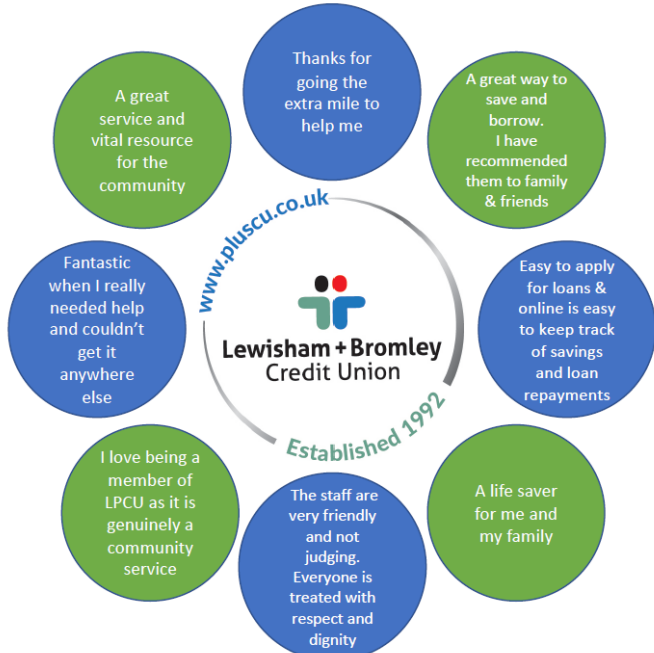 Thanks for
going the
extra mile to
help me
A great way to
save and
borrow.
I have
recommended
them to family
& friends
Easy to apply
for loans &
online is easy
to keep track
of savings
and loan
repayments
A life saver
for me and
my family
The staff are
very friendly
and not
judging.
Everyone is
treated with
respect and
dignity
I love being a
member of
LPCU as it is
genuinely a
community
service
Fantastic
when I really
needed help
and couldn't
get it
anywhere
else
A great
service and
vital resource
for the
community
www.pluscu.co.uk
Lewisham + Bromley
Credit Union
Established 1992